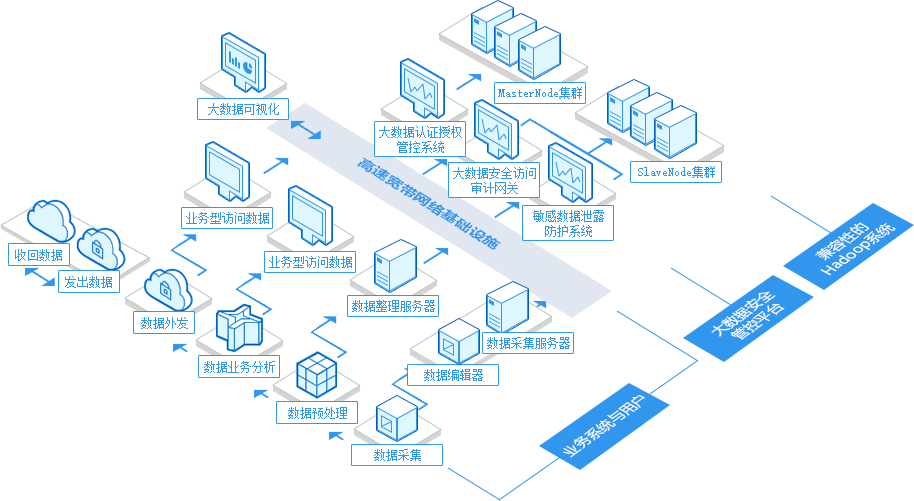 MasterNode集群
大数据可视化
大数据认证授权
管控系统
大数据安全访问
审计网关
SlaveNode集群
高速宽带网络基础设施
业务型访问数据
敏感数据泄露
防护系统
收回数据
发出数据
业务型访问数据
兼容性的
Hadoop系统
数据整理服务器
数据外发
大数据安全
管控平台
数据采集服务器
数据业务分析
数据编辑器
数据预处理
业务系统与用户
数据采集